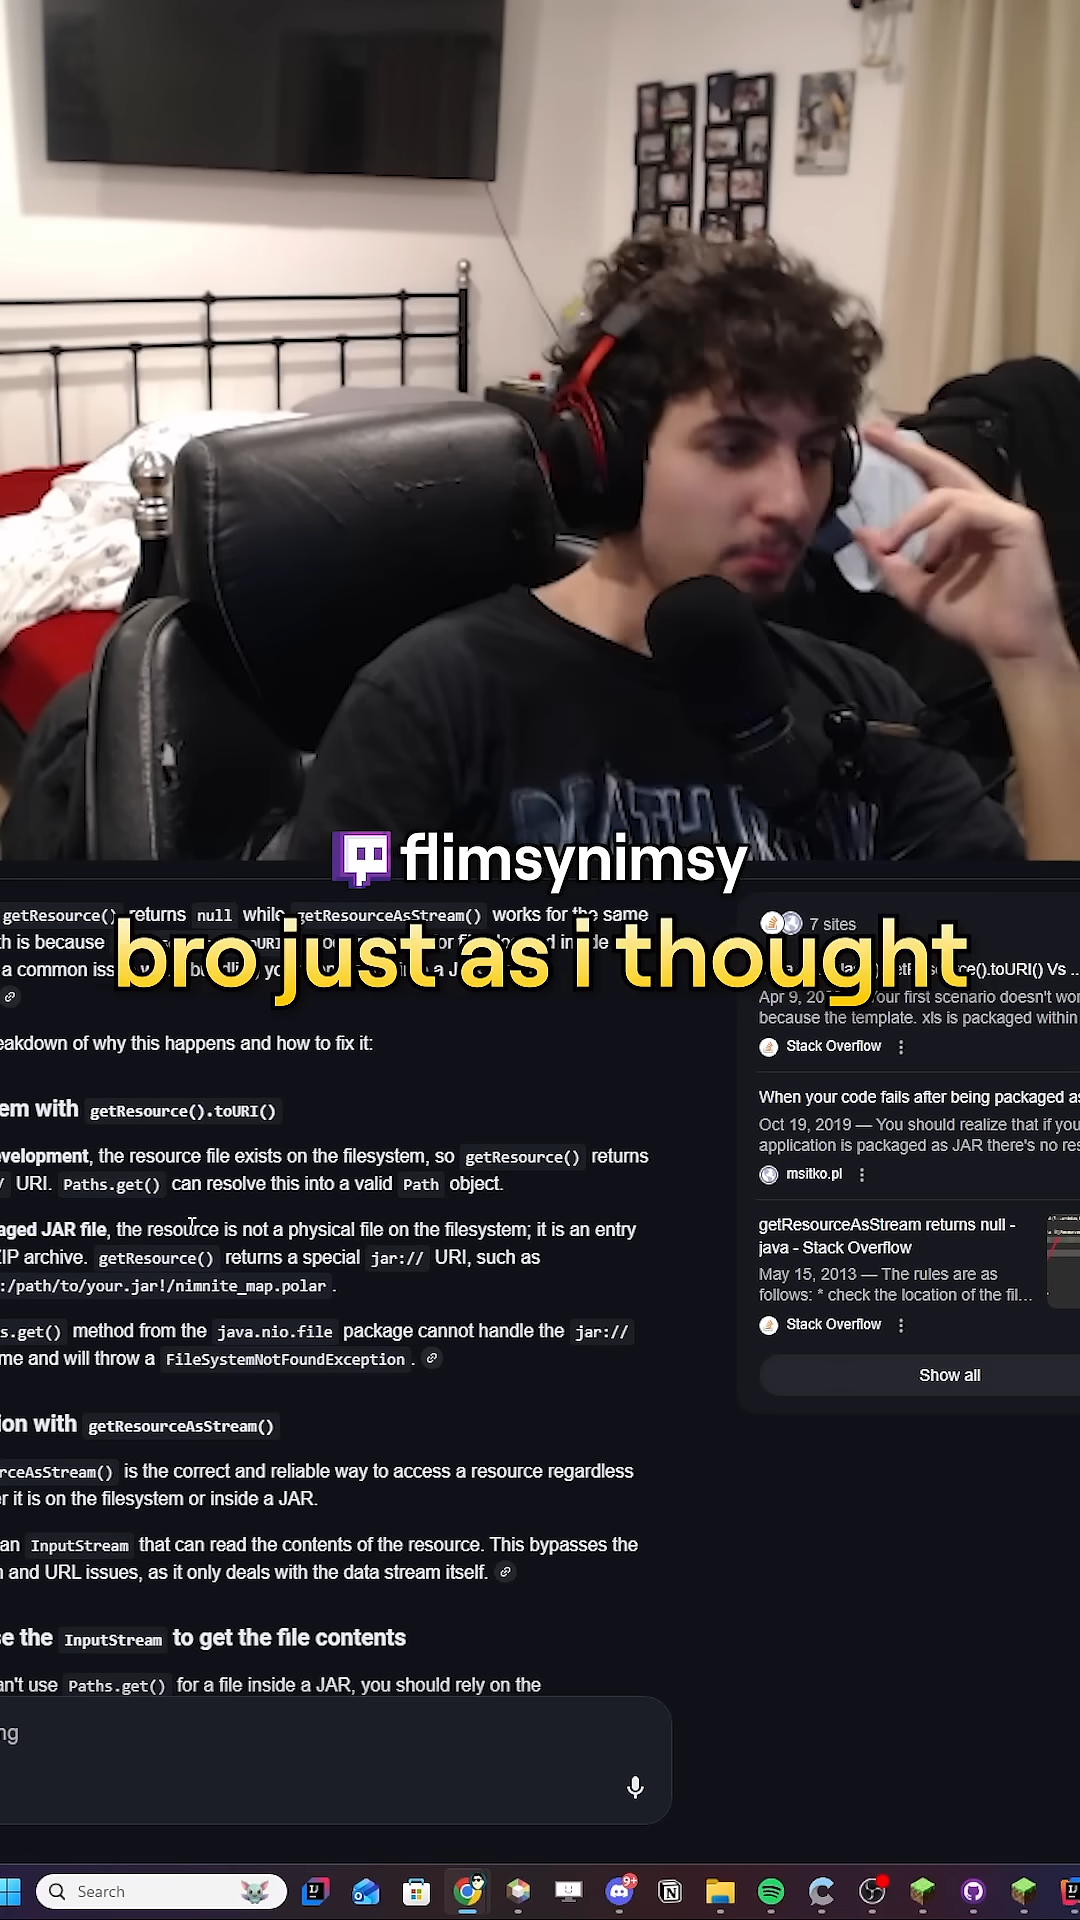 DEATH
flimsynimsy
bro just as i thought
getResource() returns null while getResourceAsStream() works for the same
th is because
a common
eakdown of why this happens and how to fix it:
em with getResource().toURI()
evelopment, the resource file exists on the filesystem, so getResource() returns
/ URI. Paths.get() can resolve this into a valid Path object.
aged JAR file, the resource is not a physical file on the filesystem; it is an entry
ZIP archive. getResource() returns a special jar:// URI, such as
:/path/to/your.jar!/nimnite_map.polar .
s.get() method from the java.nio.file package cannot handle the jar://
me and will throw a FileSystemNotFoundException .
ion with getResourceAsStream()
rceAsStream() is the correct and reliable way to access a resource regardless
r it is on the filesystem or inside a JAR.
an InputStream that can read the contents of the resource. This bypasses the
n and URL issues, as it only deals with the data stream itself.
se the InputStream to get the file contents
an't use Paths.get() for a file inside a JAR, you should rely on the
ng
7 sites
().toURI() Vs ...
Apr 9, your first scenario doesn't wor
because the template. xls is packaged within
Stack Overflow
When your code fails after being packaged as
Oct 19, 2019 — You should realize that if you
application is packaged as JAR there's no res
msitko.pl
getResourceAsStream returns null -
java - Stack Overflow
May 15, 2013 — The rules are as
follows: * check the location of the fil...
Stack Overflow
Show all
Search
9+